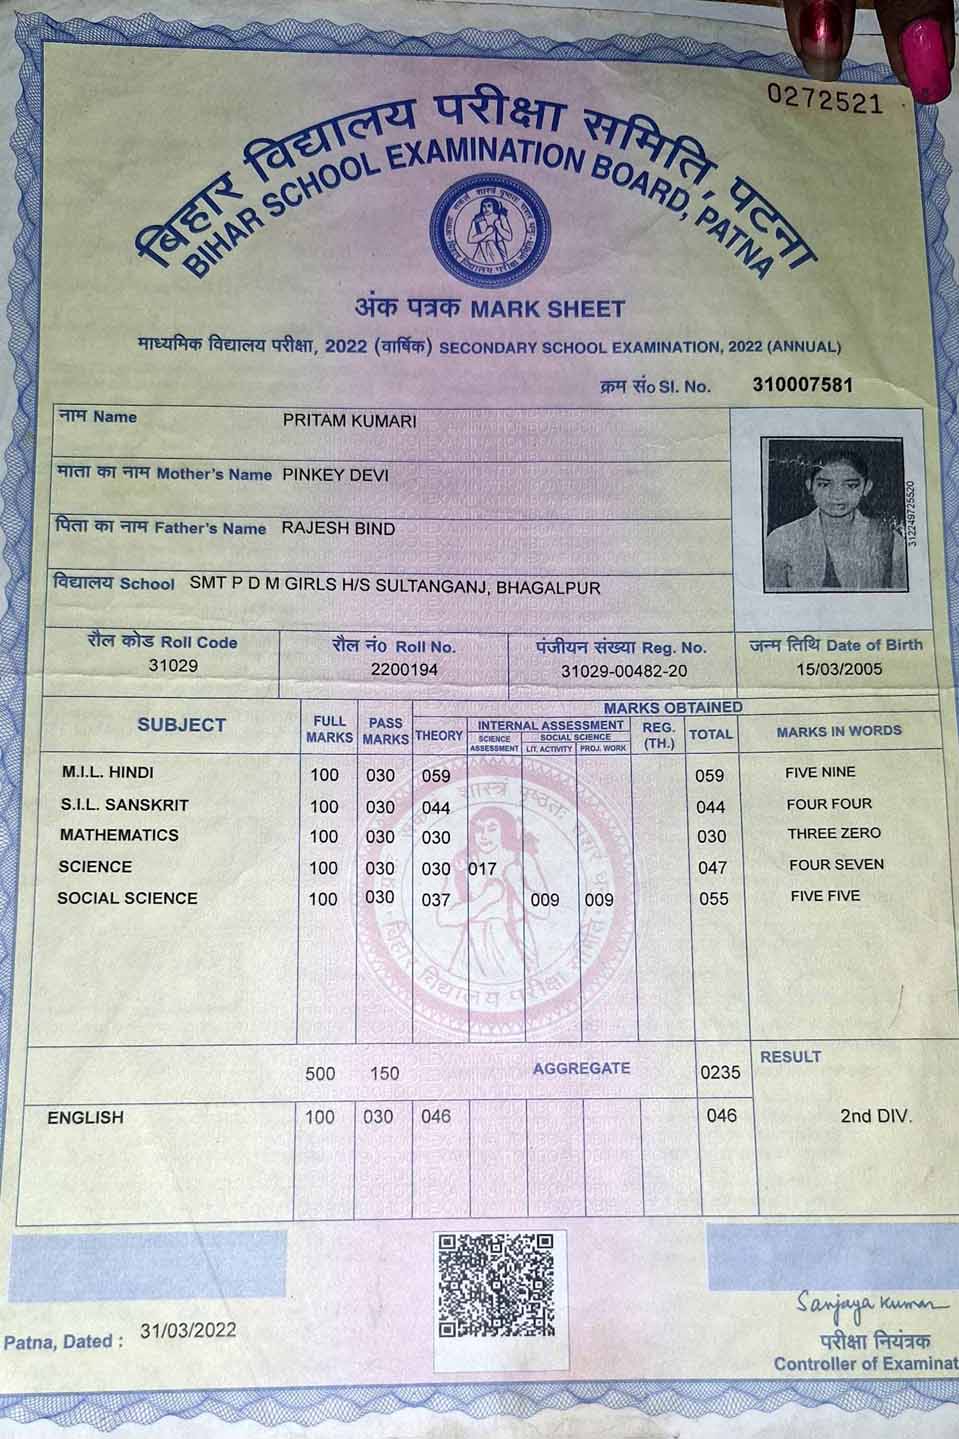 0272521
बिहार विद्यालय परीक्षा समिति, पटना
BIHAR SCHOOL EXAMINATION BOARD, PATNA
अंक पत्रक MARK SHEET
माध्यमिक विद्यालय परीक्षा, 2022 (वार्षिक) SECONDARY SCHOOL EXAMINATION, 2022 (ANNUAL)
क्रम सं० Sl. No. 310007581
नाम Name PRITAM KUMARI
माता का नाम Mother's Name PINKEY DEVI
पिता का नाम Father's Name RAJESH BIND
विद्यालय School SMT P D M GIRLS H/S SULTANGANJ, BHAGALPUR
312249725520
रौल कोड Roll Code रौल नं० Roll No. पंजीयन संख्या Reg. No. जन्म तिथि Date of Birth
31029 2200194 31029-00482-20 15/03/2005
SUBJECT FULL MARKS PASS MARKS MARKS OBTAINED
THEORY INTERNAL ASSESSMENT REG. (TH.) TOTAL MARKS IN WORDS
SCIENCE ASSESSMENT SOCIAL SCIENCE
LIT. ACTIVITY PROJ. WORK
M.I.L. HINDI 100 030 059 059 FIVE NINE
S.I.L. SANSKRIT 100 030 044 044 FOUR FOUR
MATHEMATICS 100 030 030 030 THREE ZERO
SCIENCE 100 030 030 017 047 FOUR SEVEN
SOCIAL SCIENCE 100 030 037 009 009 055 FIVE FIVE
बिहार विद्यालय परीक्षा समिति
500 150 AGGREGATE 0235 RESULT
ENGLISH 100 030 046 046 2nd DIV.
Sanjaya Kumar
Patna, Dated : 31/03/2022
परीक्षा नियंत्रक
Controller of Examinat